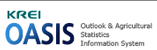 KREI
OASIS
Outlook & Agricultural
Statistics
Information System